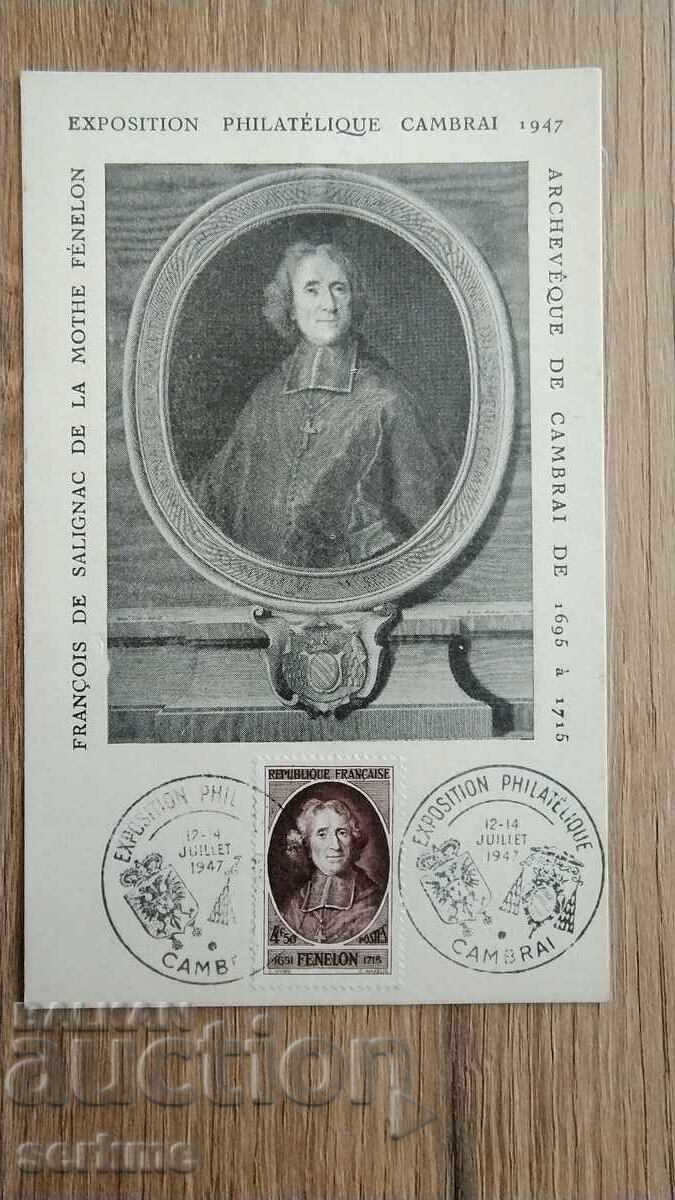 EXPOSITION PHILATÉLIQUE CAMBRAI 1947
FRANÇOIS DE SALIGNAC DE LA MOTHE FÉNELON
ARCHEVÊQUE DE CAMBRAI DE 1695 à 1715
EXPOSITION PHIL
12-14
JUILLET
1947
CAMB
REPUBLIQUE FRANÇAISE
4F50
POSTES
1651 FENELON 1715
EXPOSITION PHILATÉLIQUE
12-14
JUILLET
1947
CAMBRAI
BALKAN
auction
sertme